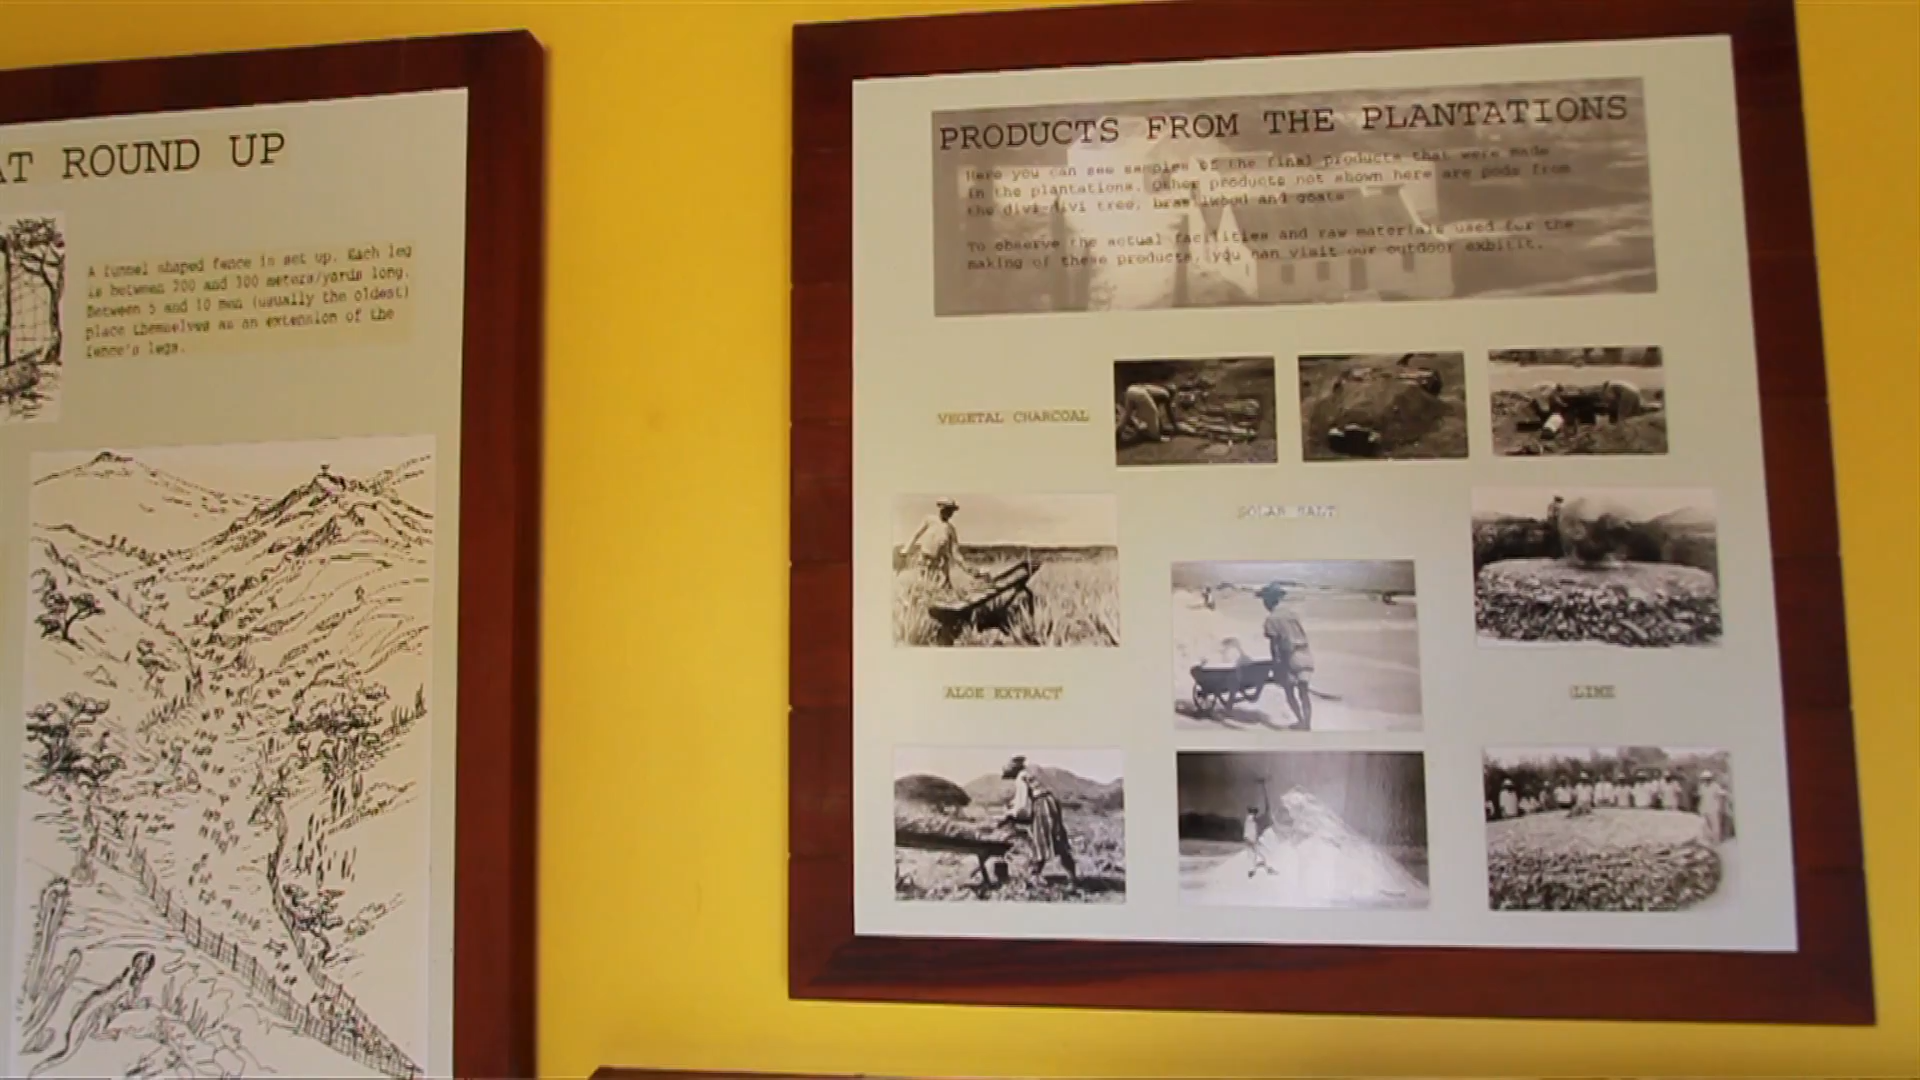 AT ROUND UP
A funnel shaped fence is set up. Each leg
is between 200 and 300 meters/yards long.
Between 5 and 10 men (usually the oldest)
place themselves as an extension of the
fence's legs.
PRODUCTS FROM THE PLANTATIONS
Here you can see samples of the final products that were made
in the plantations. Other products not shown here are pods from
the divi-divi tree, brasilwood and goats
To observe the actual facilities and raw materials used for the
making of these products, you can visit our outdoor exhibit.
VEGETAL CHARCOAL
SOLAR SALT
ALOE EXTRACT
LIME